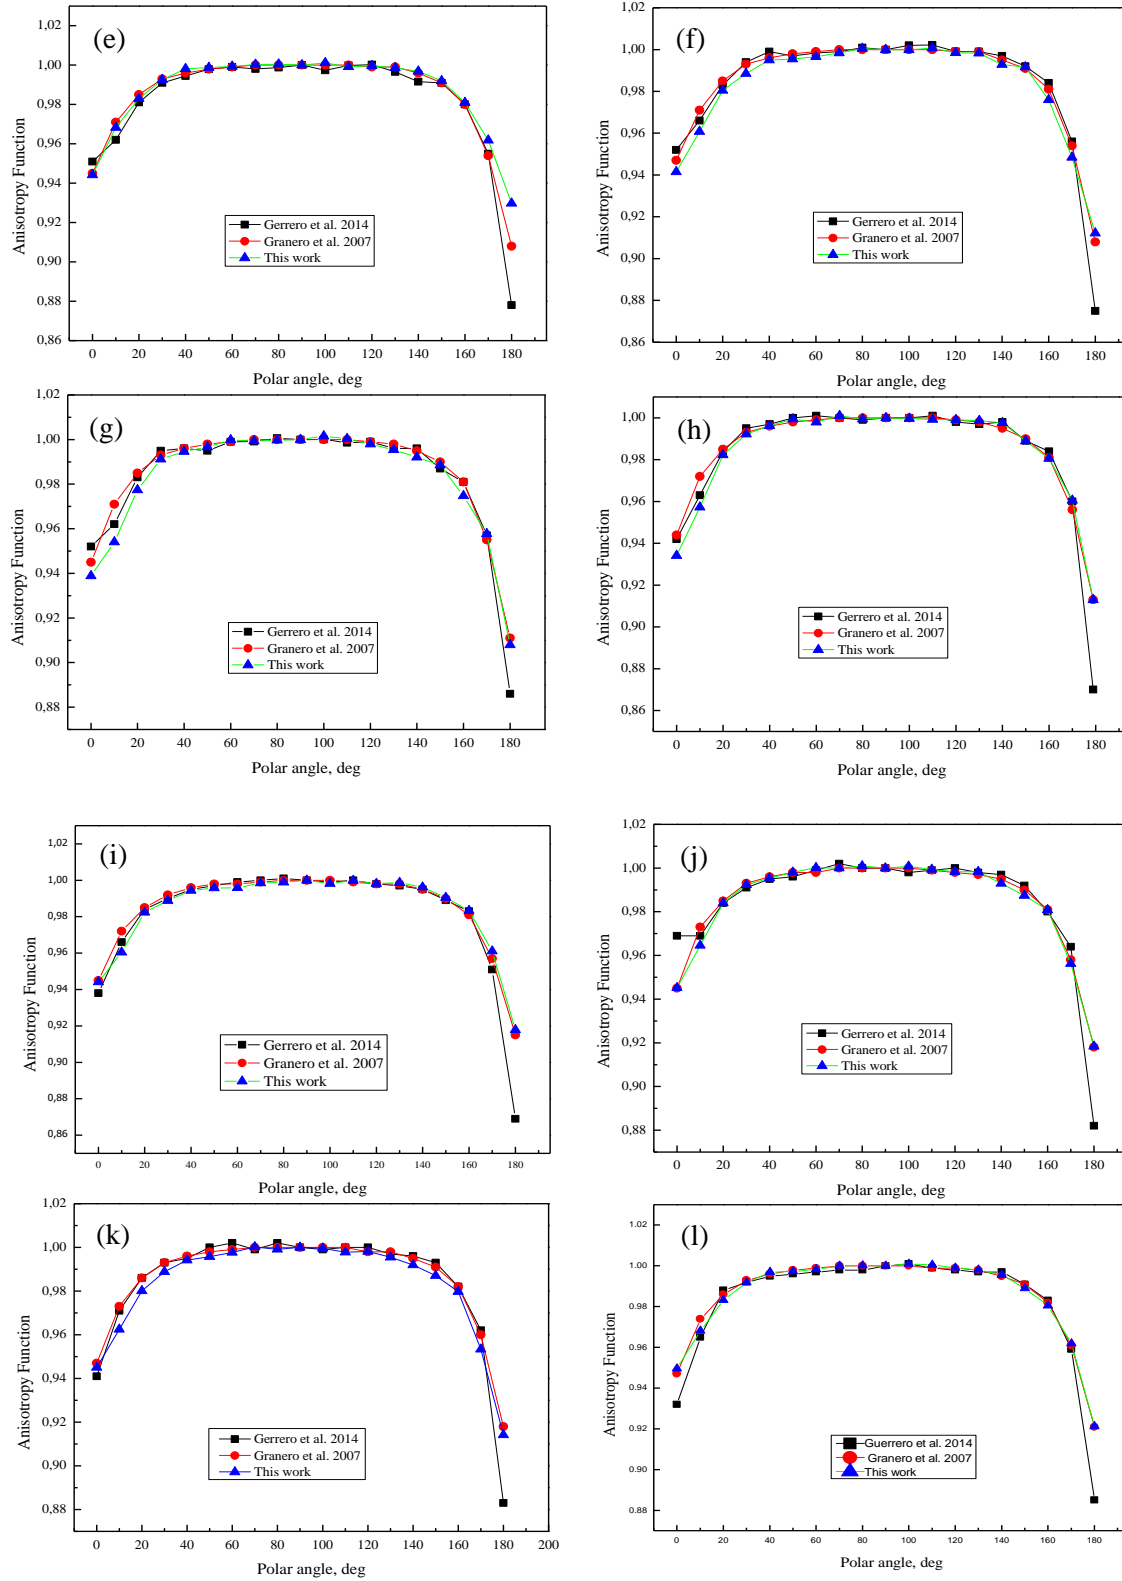 (e)
1,02
1,00
0,98
0,96
0,94
0,92
0,90
0,88
0,86
Anisotropy Function
Gerrero et al. 2014
Granero et al. 2007
This work
0 20 40 60 80 100 120 140 160 180
Polar angle, deg
(f)
1,02
1,00
0,98
0,96
0,94
0,92
0,90
0,88
0,86
Anisotropy Function
Gerrero et al. 2014
Granero et al. 2007
This work
0 20 40 60 80 100 120 140 160 180
Polar angle, deg
(g)
1,02
1,00
0,98
0,96
0,94
0,92
0,90
0,88
Anisotropy Function
Gerrero et al. 2014
Granero et al. 2007
This work
0 20 40 60 80 100 120 140 160 180
Polar angle, deg
(h)
1,00
0,98
0,96
0,94
0,92
0,90
0,88
0,86
Anisotropy Function
Gerrero et al. 2014
Granero et al. 2007
This work
0 20 40 60 80 100 120 140 160 180
Polar angle, deg
(i)
1,02
1,00
0,98
0,96
0,94
0,92
0,90
0,88
0,86
Anisotropy Function
Gerrero et al. 2014
Granero et al. 2007
This work
0 20 40 60 80 100 120 140 160 180
Polar angle, deg
(j)
1,02
1,00
0,98
0,96
0,94
0,92
0,90
0,88
Anisotropy Function
Gerrero et al. 2014
Granero et al. 2007
This work
0 20 40 60 80 100 120 140 160 180
Polar angle, deg
(k)
1,02
1,00
0,98
0,96
0,94
0,92
0,90
0,88
Anisotropy Function
Gerrero et al. 2014
Granero et al. 2007
This work
0 20 40 60 80 100 120 140 160 180 200
Polar angle, deg
(l)
1.02
1.00
0.98
0.96
0.94
0.92
0.90
0.88
Anisotropy Function
Guerrero et al. 2014
Granero et al. 2007
This work
0 20 40 60 80 100 120 140 160 180
Polar angle, deg